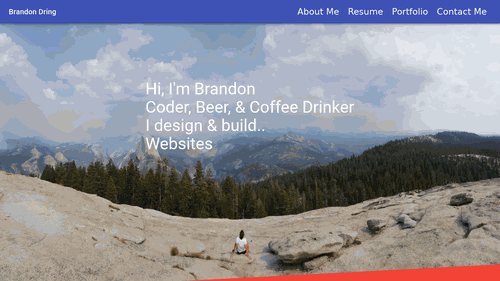 Brandon Dring
About Me Resume Portfolio Contact Me
Hi, I'm Brandon
Coder, Beer, & Coffee Drinker
I design & build..
Websites